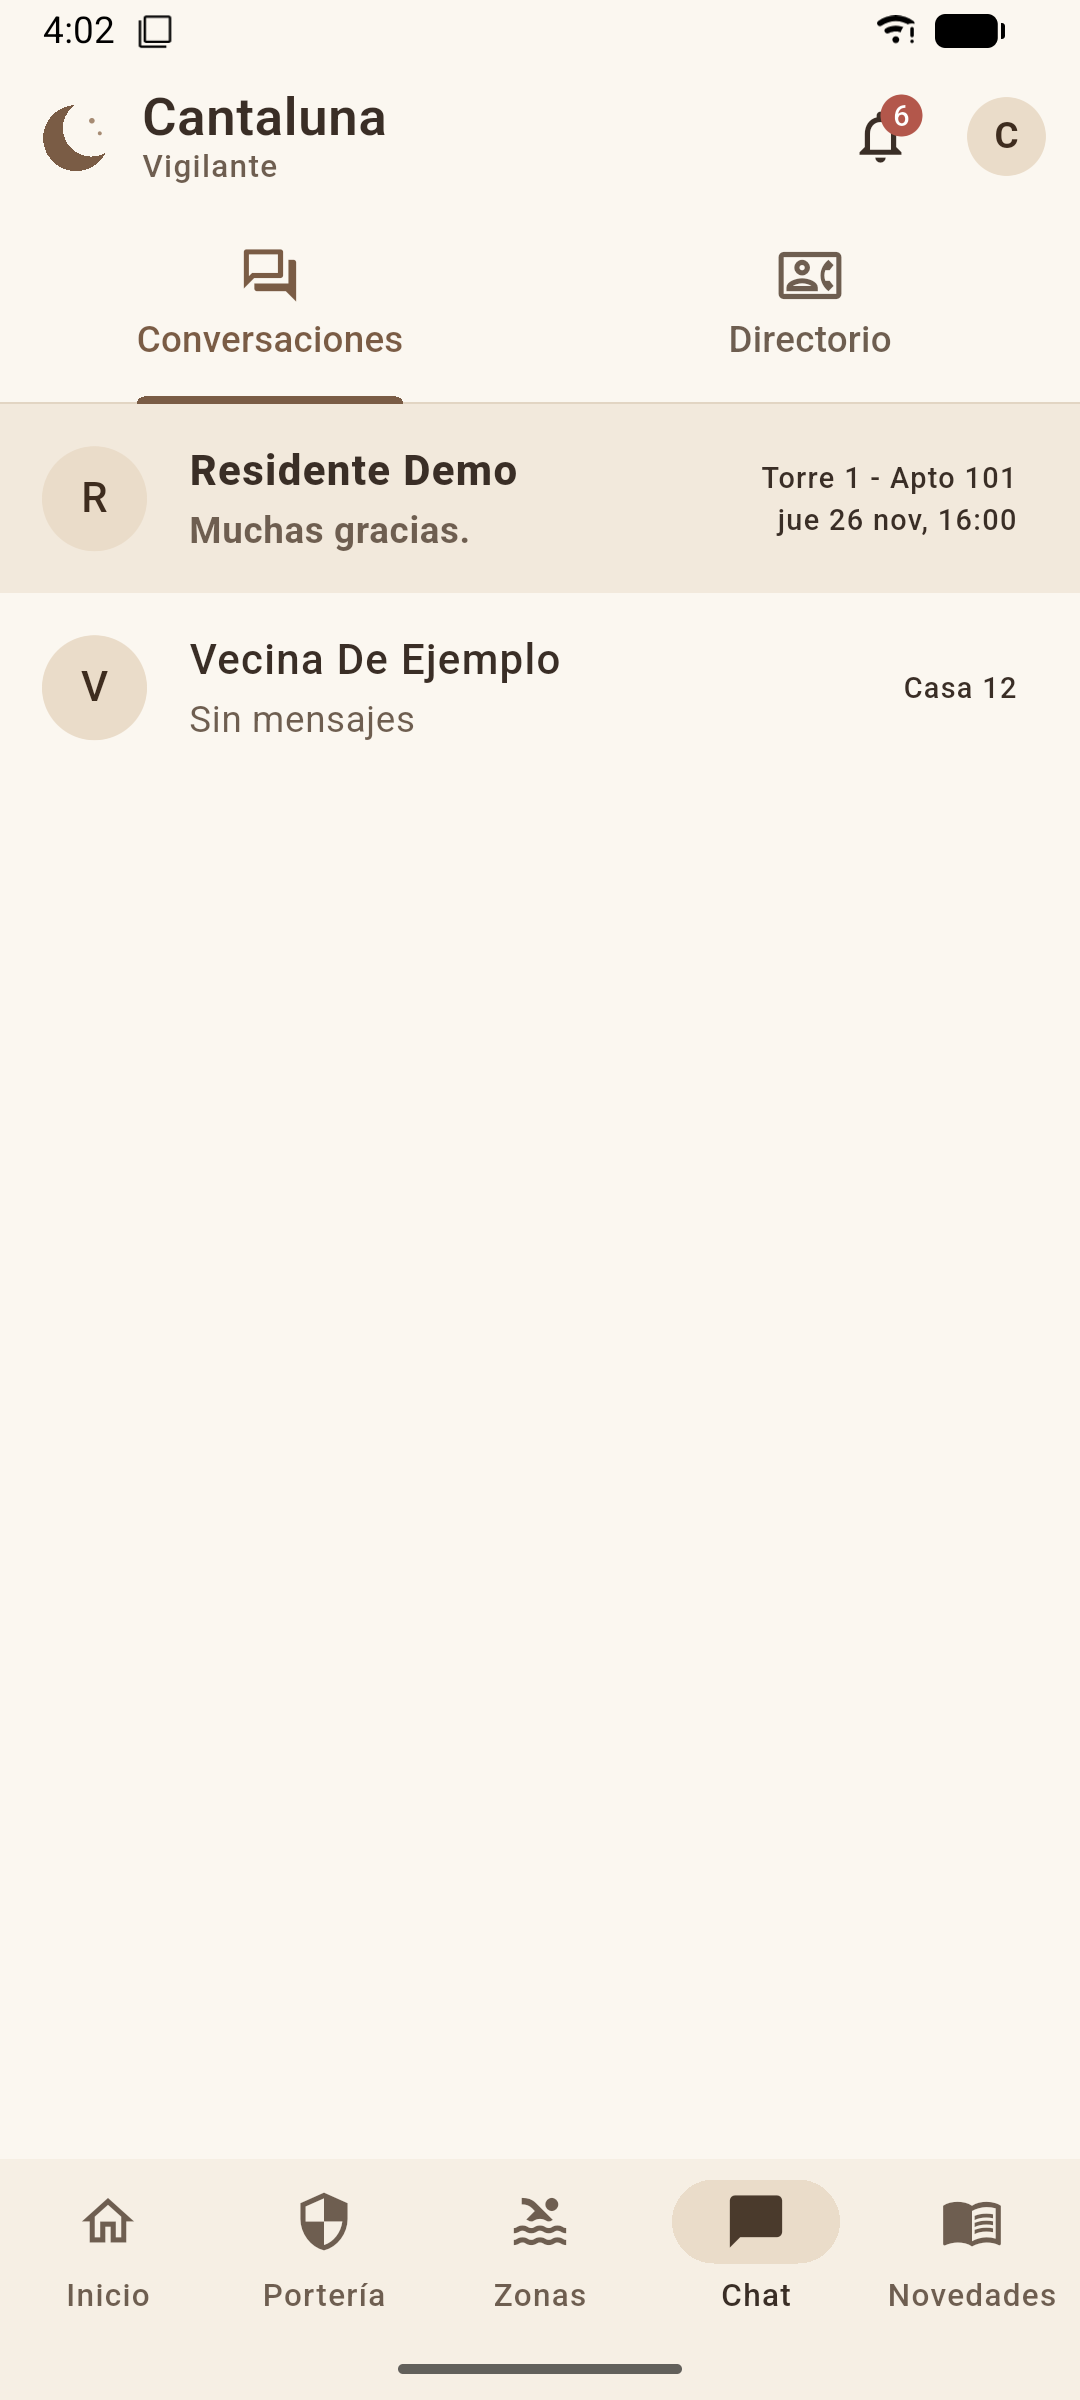 4:02
Cantaluna
Vigilante
6
C
Conversaciones
Directorio
R
Residente Demo
Muchas gracias.
Torre 1 - Apto 101
jue 26 nov, 16:00
V
Vecina De Ejemplo
Sin mensajes
Casa 12
Inicio
Portería
Zonas
Chat
Novedades